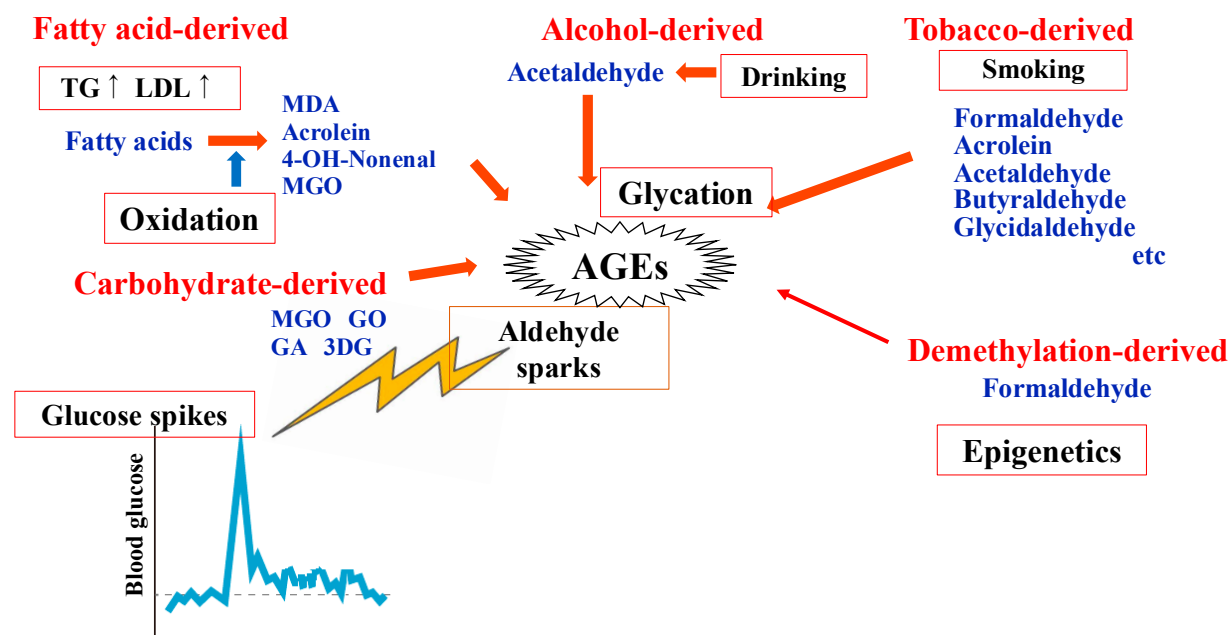 Fatty acid-derived
TG ↑ LDL ↑
Fatty acids
MDA
Acrolein
4-OH-Nonenal
MGO
Oxidation
Alcohol-derived
Acetaldehyde
Drinking
Tobacco-derived
Smoking
Formaldehyde
Acrolein
Acetaldehyde
Butyraldehyde
Glycidaldehyde
etc
Glycation
AGEs
Aldehyde
sparks
Carbohydrate-derived
MGO GO
GA 3DG
Glucose spikes
Blood glucose
Demethylation-derived
Formaldehyde
Epigenetics